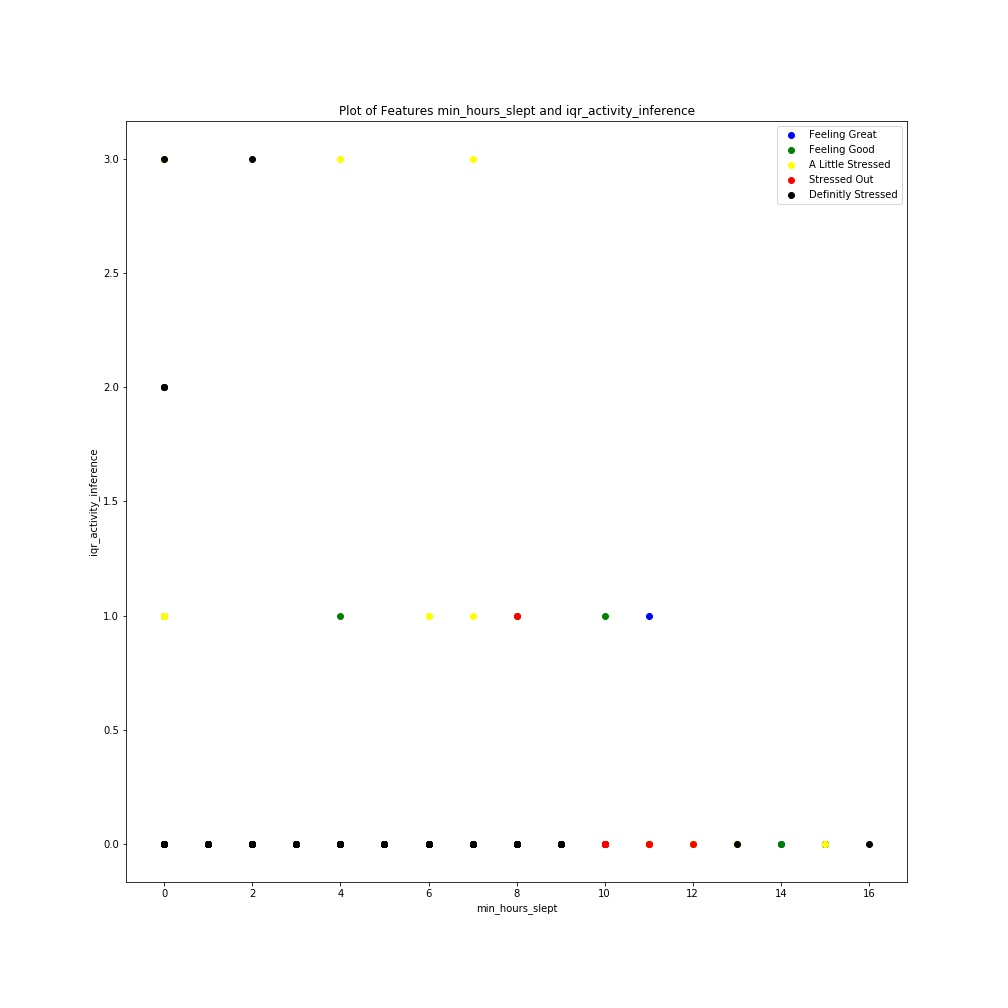 Plot of Features min_hours_slept and iqr_activity_inference
Feeling Great
Feeling Good
A Little Stressed
Stressed Out
Definitly Stressed
3.0
2.5
2.0
1.5
1.0
0.5
0.0
iqr_activity_inference
0 2 4 6 8 10 12 14 16
min_hours_slept